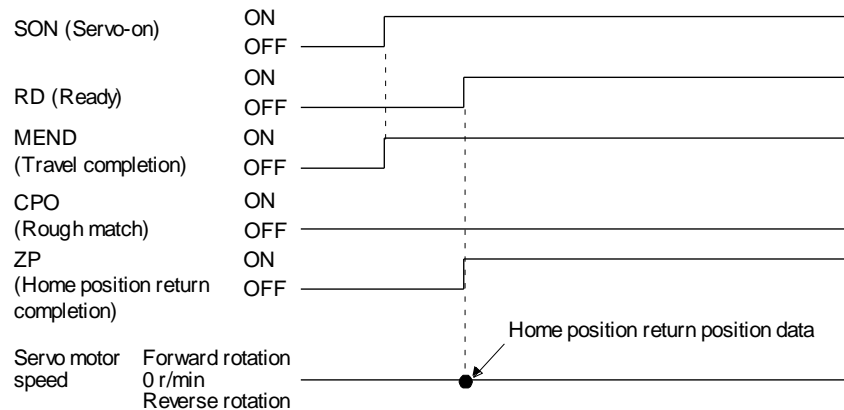 SON (Servo-on)
ON
OFF
RD (Ready)
ON
OFF
MEND
(Travel completion)
ON
OFF
CPO
(Rough match)
ON
OFF
ZP
(Home position return
completion)
ON
OFF
Home position return position data
Servo motor
speed
Forward rotation
0 r/min
Reverse rotation